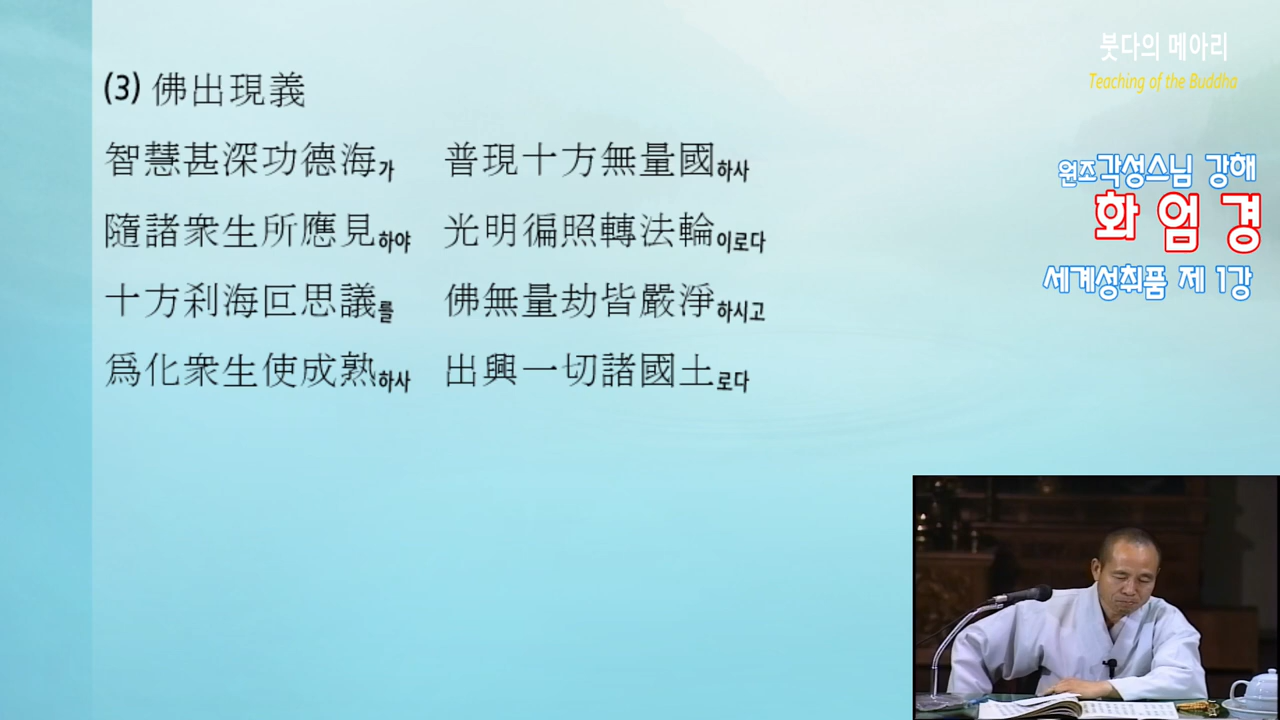 (3) 佛出現義
智慧甚深功德海가 普現十方無量國하사
隨諸衆生所應見하야 光明徧照轉法輪이로다
十方刹海叵思議를 佛無量劫皆嚴淨하시고
爲化衆生使成熟하사 出興一切諸國土로다
붓다의 메아리
Teaching of the Buddha
원조각성스님 강해
화엄경
세계성취품 제 1강